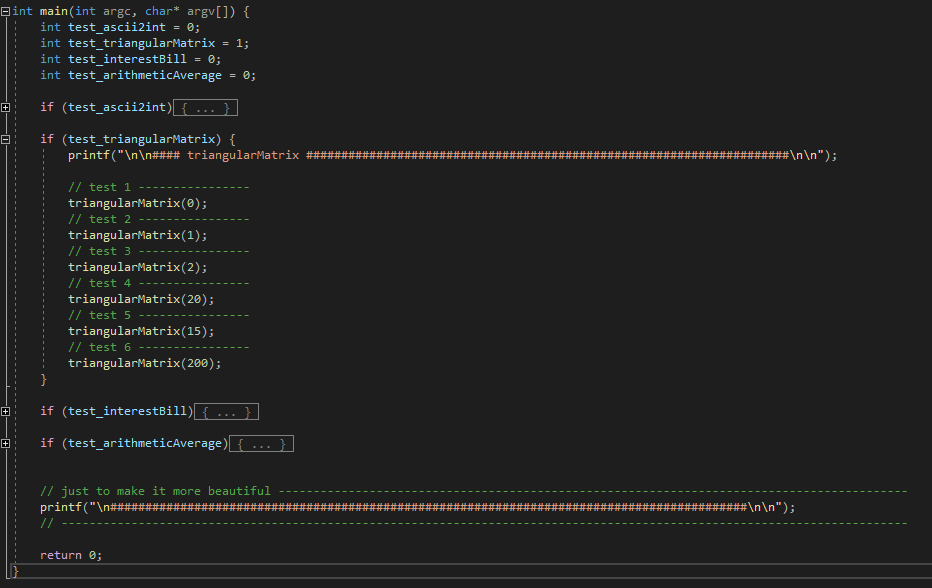 int main(int argc, char* argv[]) {
    int test_ascii2int = 0;
    int test_triangularMatrix = 1;
    int test_interestBill = 0;
    int test_arithmeticAverage = 0;

    if (test_ascii2int) { ... }

    if (test_triangularMatrix) {
        printf("\n\n#### triangularMatrix #####################################################################\n\n");

        // test 1 ----------------
        triangularMatrix(0);
        // test 2 ----------------
        triangularMatrix(1);
        // test 3 ----------------
        triangularMatrix(2);
        // test 4 ----------------
        triangularMatrix(20);
        // test 5 ----------------
        triangularMatrix(15);
        // test 6 ----------------
        triangularMatrix(200);
    }

    if (test_interestBill) { ... }

    if (test_arithmeticAverage) { ... }


    // just to make it more beautiful ------------------------------------------------------------------------------------------
    printf("\n###########################################################################################\n\n");
    // -------------------------------------------------------------------------------------------------------------------------

    return 0;
}